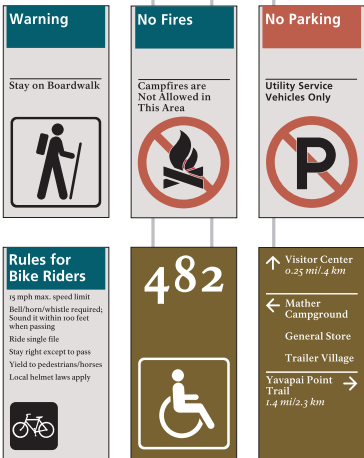 Warning
Stay on Boardwalk
No Fires
Campfires are
Not Allowed in
This Area
No Parking
Utility Service
Vehicles Only
P
Rules for
Bike Riders
15 mph max. speed limit
Bell/horn/whistle required;
Sound it within 100 feet
when passing
Ride single file
Stay right except to pass
Yield to pedestrians/horses
Local helmet laws apply
482
Visitor Center
0.25 mi/.4 km
Mather
Campground
General Store
Trailer Village
Yavapai Point
Trail
1.4 mi/2.3 km